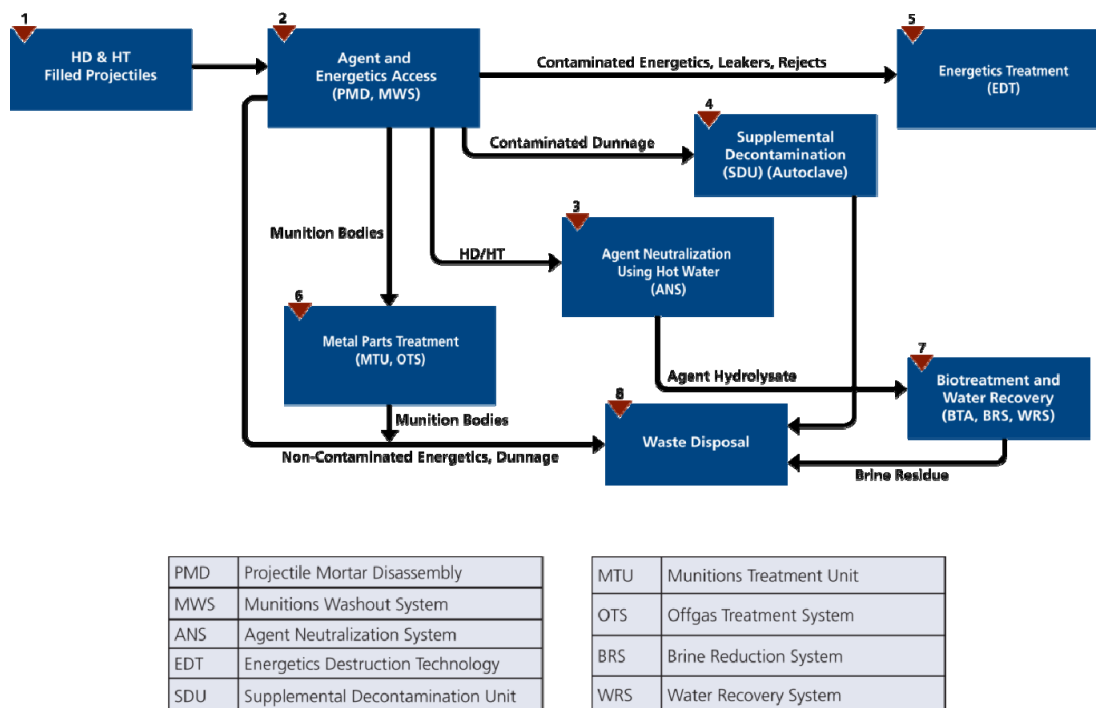 1
HD & HT
Filled Projectiles
2
Agent and
Energetics Access
(PMD, MWS)
Contaminated Energetics, Leakers, Rejects
5
Energetics Treatment
(EDT)
Contaminated Dunnage
4
Supplemental
Decontamination
(SDU) (Autoclave)
Munition Bodies
HD/HT
3
Agent Neutralization
Using Hot Water
(ANS)
6
Metal Parts Treatment
(MTU, OTS)
Agent Hydrolysate
7
Biotreatment and
Water Recovery
(BTA, BRS, WRS)
Munition Bodies
8
Waste Disposal
Non-Contaminated Energetics, Dunnage
Brine Residue
PMD Projectile Mortar Disassembly
MWS Munitions Washout System
ANS Agent Neutralization System
EDT Energetics Destruction Technology
SDU Supplemental Decontamination Unit
MTU Munitions Treatment Unit
OTS Offgas Treatment System
BRS Brine Reduction System
WRS Water Recovery System